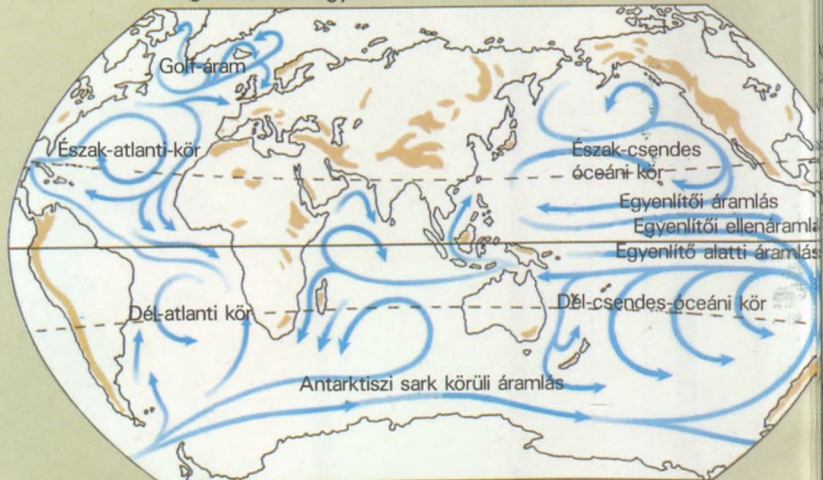 Golf-áram
Észak-atlanti-kör
Észak-csendes
óceáni kör
Egyenlítői áramlás
Egyenlítői ellenáramlá
Egyenlítő alatti áramlás
Dél-atlanti kör
Dél-csendes-óceáni kör
Antarktiszi sark körüli áramlás